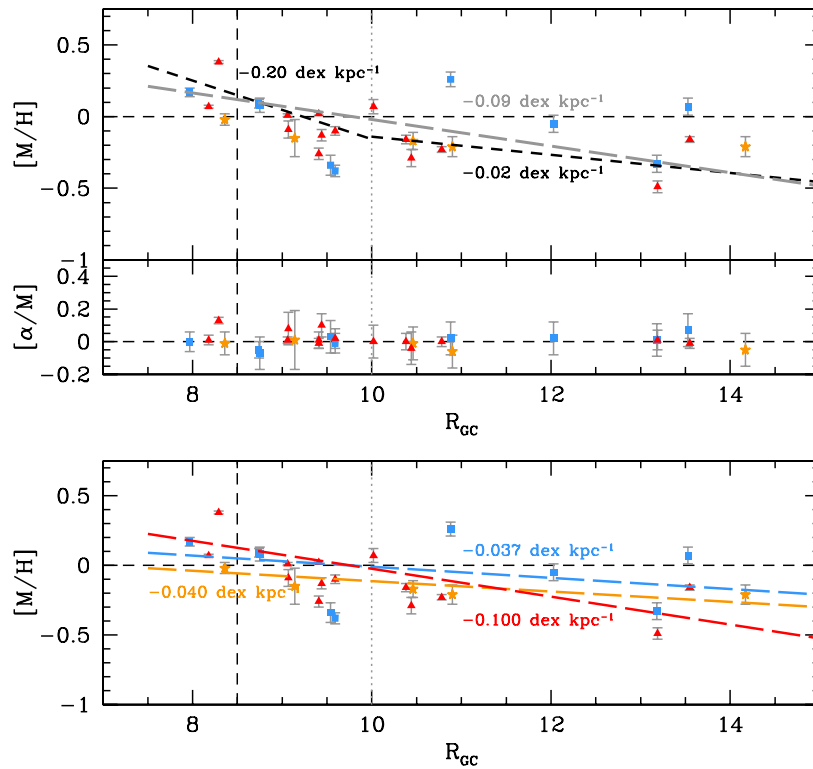 0.5
0
−0.5
−1
[M/H]
−0.20 dex kpc⁻¹
−0.09 dex kpc⁻¹
−0.02 dex kpc⁻¹
0.4
0.2
0
−0.2
[α/M]
8
10
12
14
R_GC
0.5
0
−0.5
−1
[M/H]
−0.037 dex kpc⁻¹
−0.040 dex kpc⁻¹
−0.100 dex kpc⁻¹
8
10
12
14
R_GC